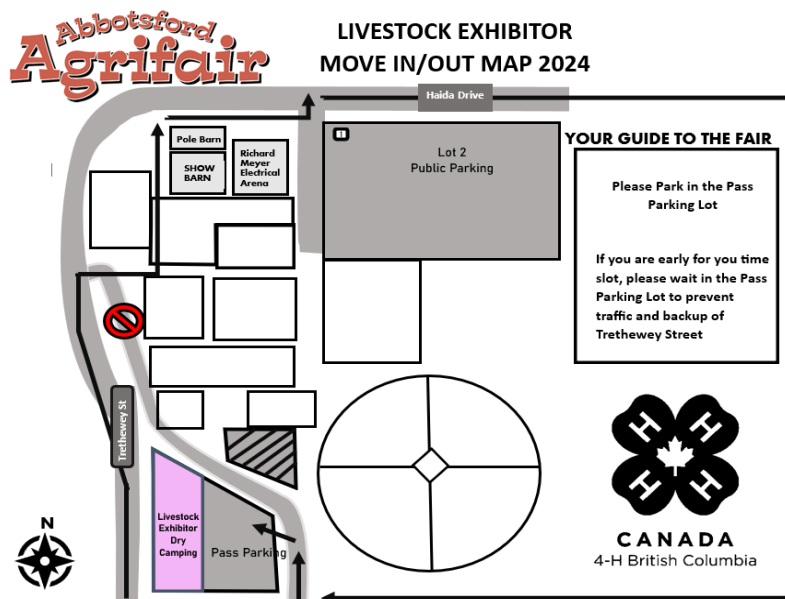 Abbotsford
Agrifair
LIVESTOCK EXHIBITOR
MOVE IN/OUT MAP 2024
Haida Drive
Pole Barn
SHOW
BARN
Richard
Meyer
Electrical
Arena
Lot 2
Public Parking
YOUR GUIDE TO THE FAIR
Please Park in the Pass
Parking Lot
If you are early for you time
slot, please wait in the Pass
Parking Lot to prevent
traffic and backup of
Trethewey Street
Trethewey St
Livestock
Exhibitor
Dry
Camping
Pass Parking
N
H H
H H
CANADA
4-H British Columbia